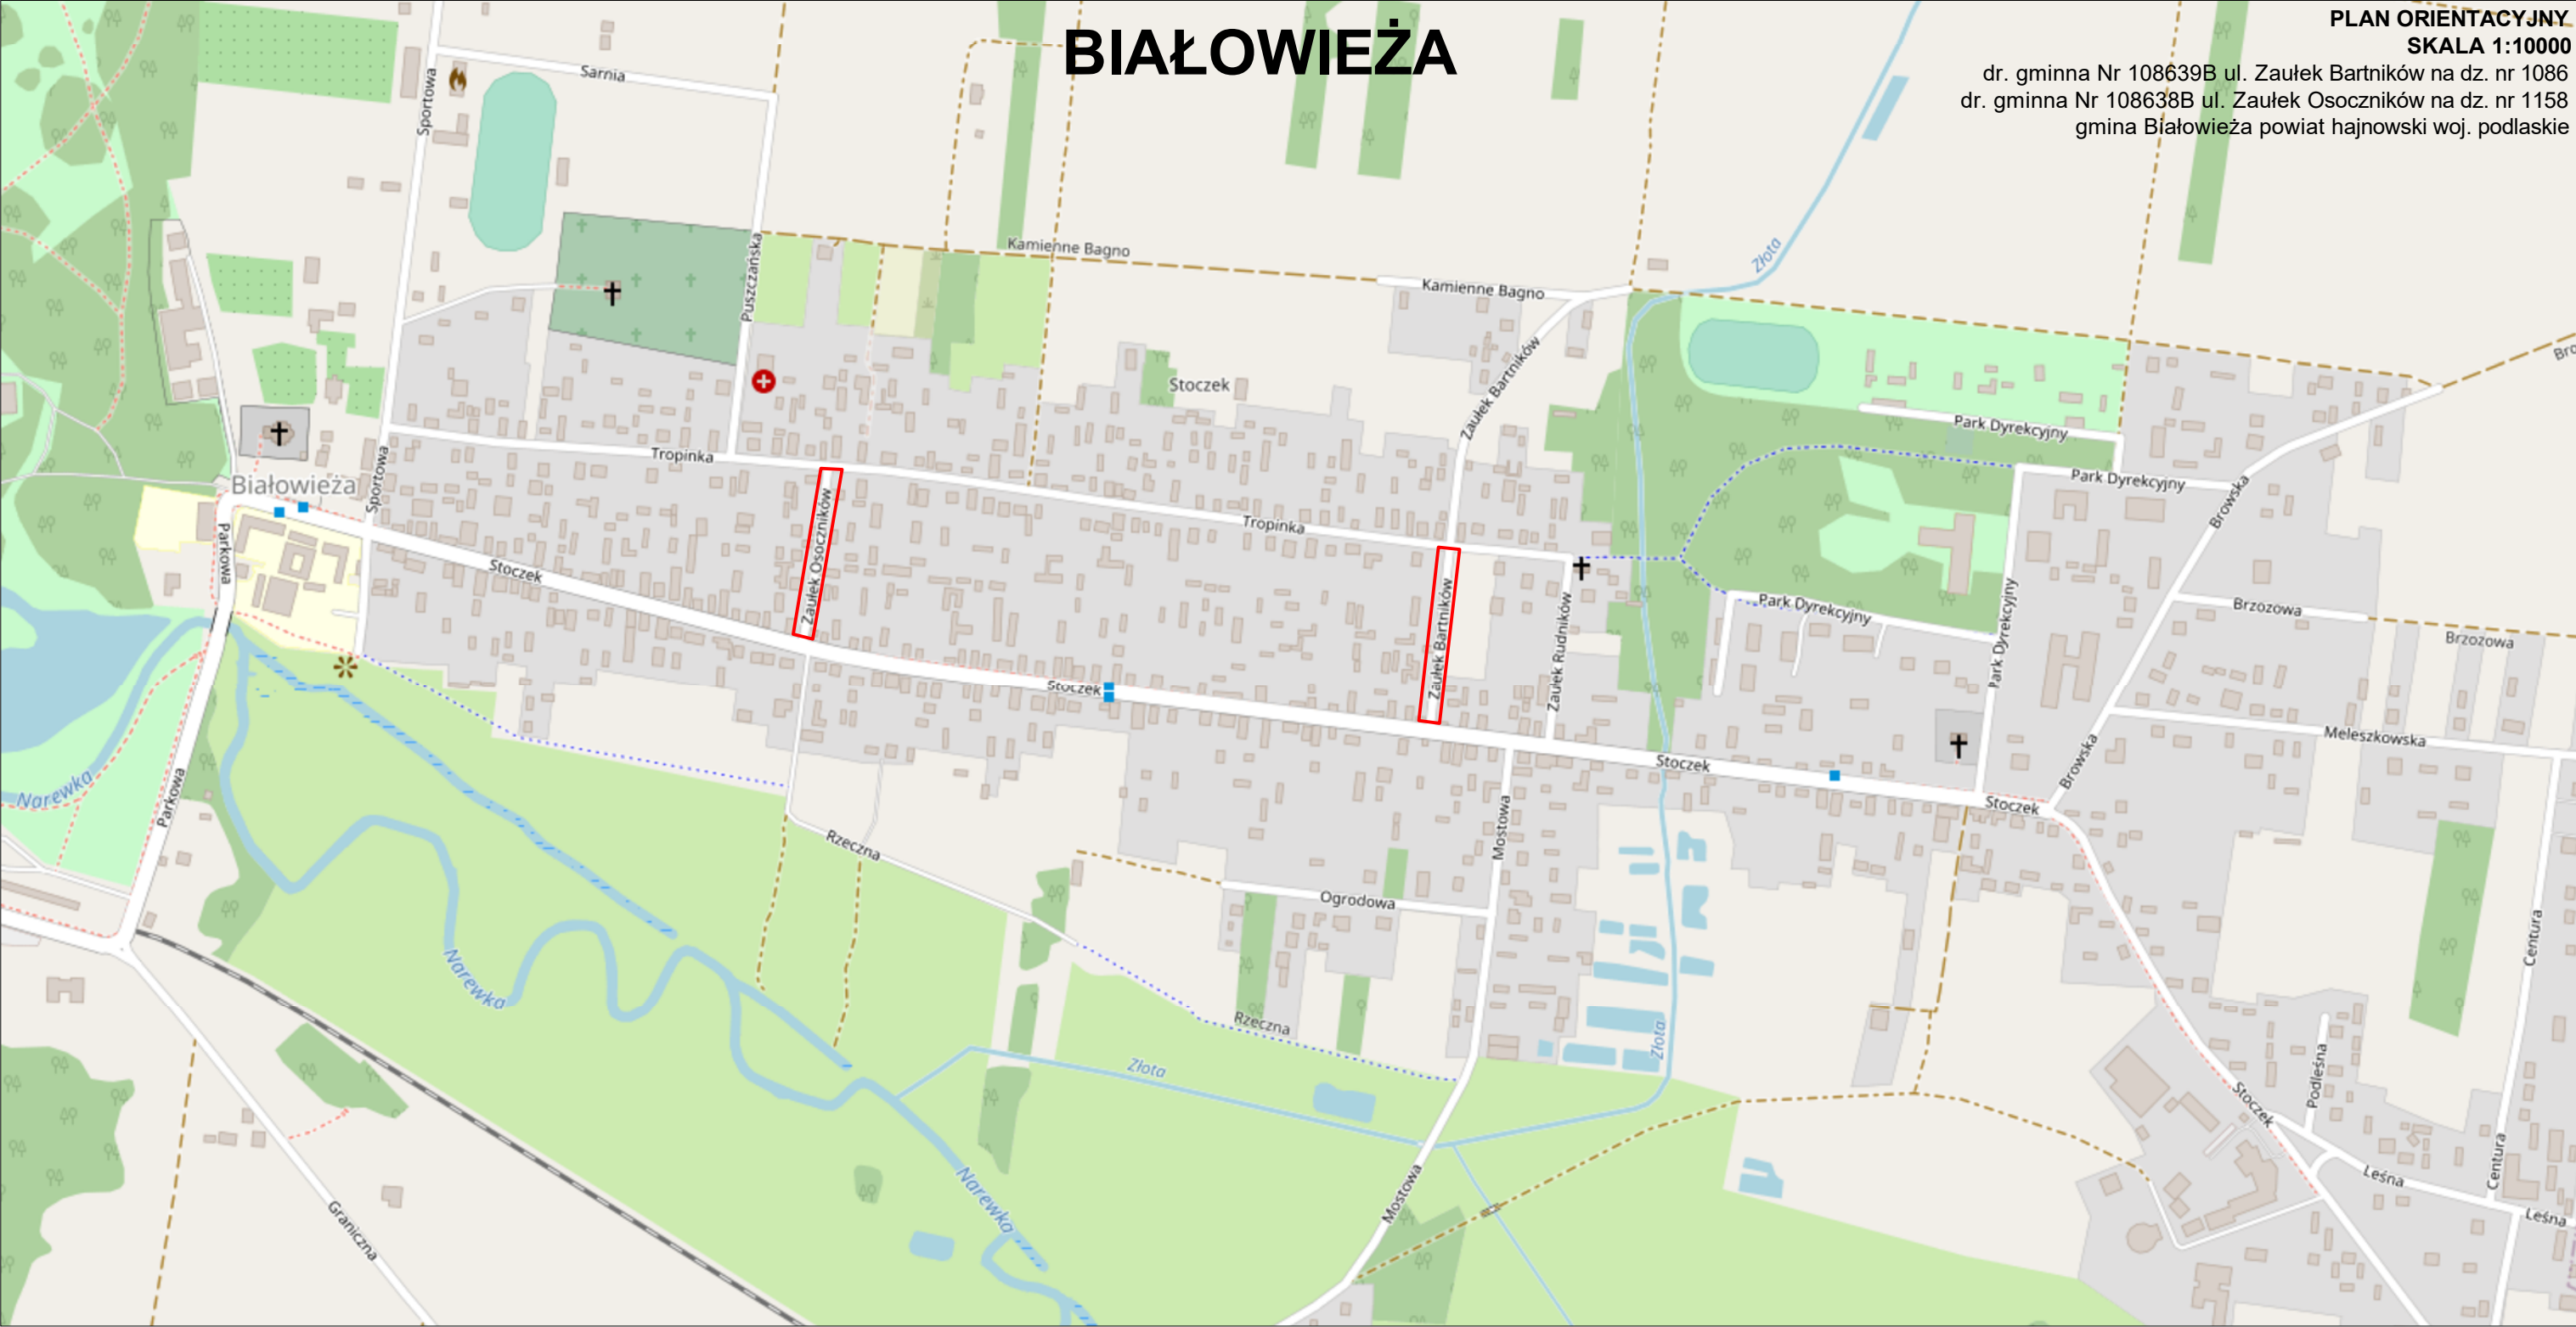 BIAŁOWIEŻA
PLAN ORIENTACYJNY
SKALA 1:10000
dr. gminna Nr 108639B ul. Zaułek Bartników na dz. nr 1086
dr. gminna Nr 108638B ul. Zaułek Osoczników na dz. nr 1158
gmina Białowieża powiat hajnowski woj. podlaskie
Sarnia
Sportowa
Puszczańska
Kamienne Bagno
Złota
Kamienne Bagno
Zaułek Bartników
Stoczek
Park Dyrekcyjny
Tropinka
Sportowa
Białowieża
Park Dyrekcyjny
Browska
Tropinka
Zaułek Osoczników
Parkowa
Stoczek
Zaułek Bartników
Zaułek Rudników
Park Dyrekcyjny
Park Dyrekcyjny
Brzozowa
Brzozowa
Stoczek
Meleszkowska
Stoczek
Browska
Stoczek
Narewka
Parkowa
Rzeczna
Mostowa
Ogrodowa
Centura
Narewka
Rzeczna
Złota
Złota
Podleśna
Stoczek
Centura
Narewka
Mostowa
Leśna
Leśna
Graniczna